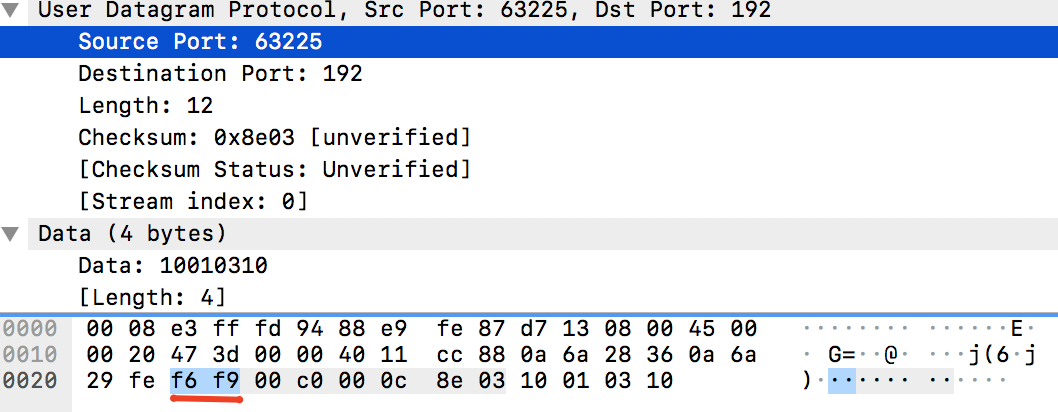 User Datagram Protocol, Src Port: 63225, Dst Port: 192
Source Port: 63225
Destination Port: 192
Length: 12
Checksum: 0x8e03 [unverified]
[Checksum Status: Unverified]
[Stream index: 0]
Data (4 bytes)
Data: 10010310
[Length: 4]
0000 00 08 e3 ff fd 94 88 e9 fe 87 d7 13 08 00 45 00 ········ ······E·
0010 00 20 47 3d 00 00 40 11 cc 88 0a 6a 28 36 0a 6a · G=··@· ···j(6·j
0020 29 fe f6 f9 00 c0 00 0c 8e 03 10 01 03 10 )······· ······